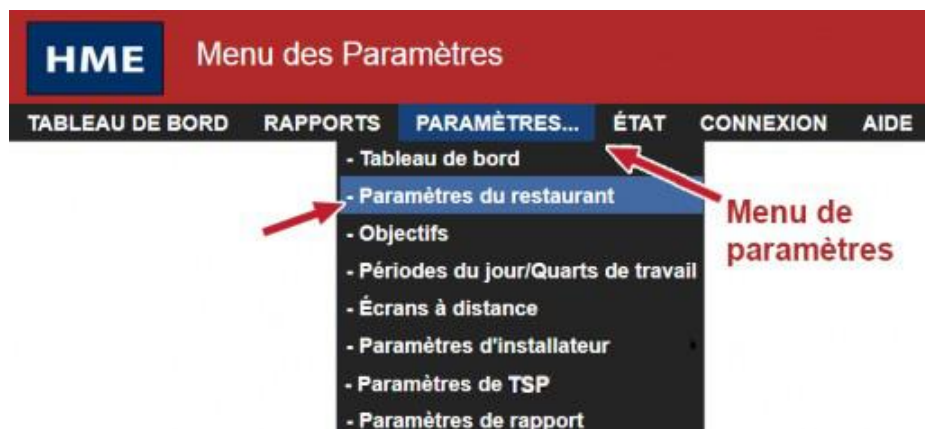 HME Menu des Paramètres
TABLEAU DE BORD RAPPORTS PARAMÈTRES... ÉTAT CONNEXION AIDE
- Tableau de bord
- Paramètres du restaurant
Menu de
paramètres
- Objectifs
- Périodes du jour/Quarts de travail
- Écrans à distance
- Paramètres d'installateur
- Paramètres de TSP
- Paramètres de rapport